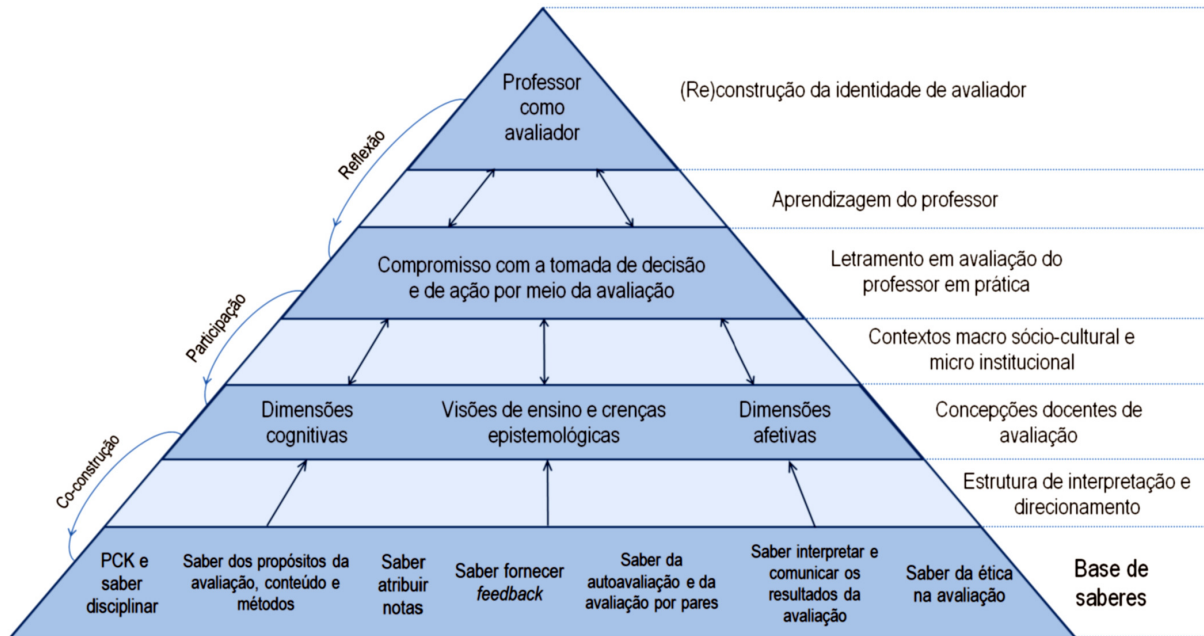 Professor
como
avaliador
(Re)construção da identidade de avaliador
Reflexão
Aprendizagem do professor
Compromisso com a tomada de decisão
e de ação por meio da avaliação
Letramento em avaliação do
professor em prática
Participação
Contextos macro sócio-cultural e
micro institucional
Dimensões
cognitivas
Visões de ensino e crenças
epistemológicas
Dimensões
afetivas
Concepções docentes de
avaliação
Co-construção
Estrutura de interpretação e
direcionamento
PCK e
saber
disciplinar
Saber dos propósitos da
avaliação, conteúdo e
métodos
Saber
atribuir
notas
Saber fornecer
feedback
Saber da
autoavaliação e da
avaliação por pares
Saber interpretar e
comunicar os
resultados da
avaliação
Saber da ética
na avaliação
Base de
saberes